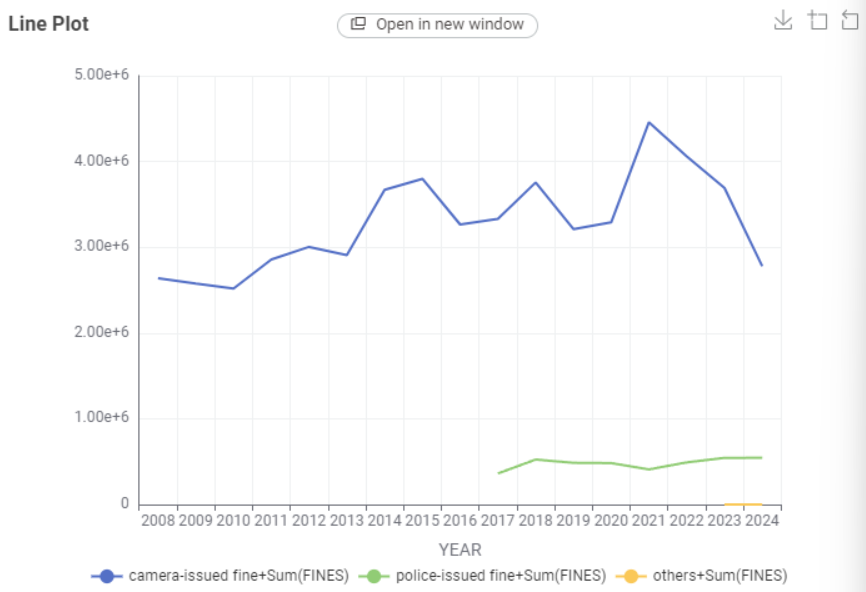 Line Plot
Open in new window
5.00e+6
4.00e+6
3.00e+6
2.00e+6
1.00e+6
0
2008 2009 2010 2011 2012 2013 2014 2015 2016 2017 2018 2019 2020 2021 2022 2023 2024
YEAR
camera-issued fine+Sum(FINES) police-issued fine+Sum(FINES) others+Sum(FINES)